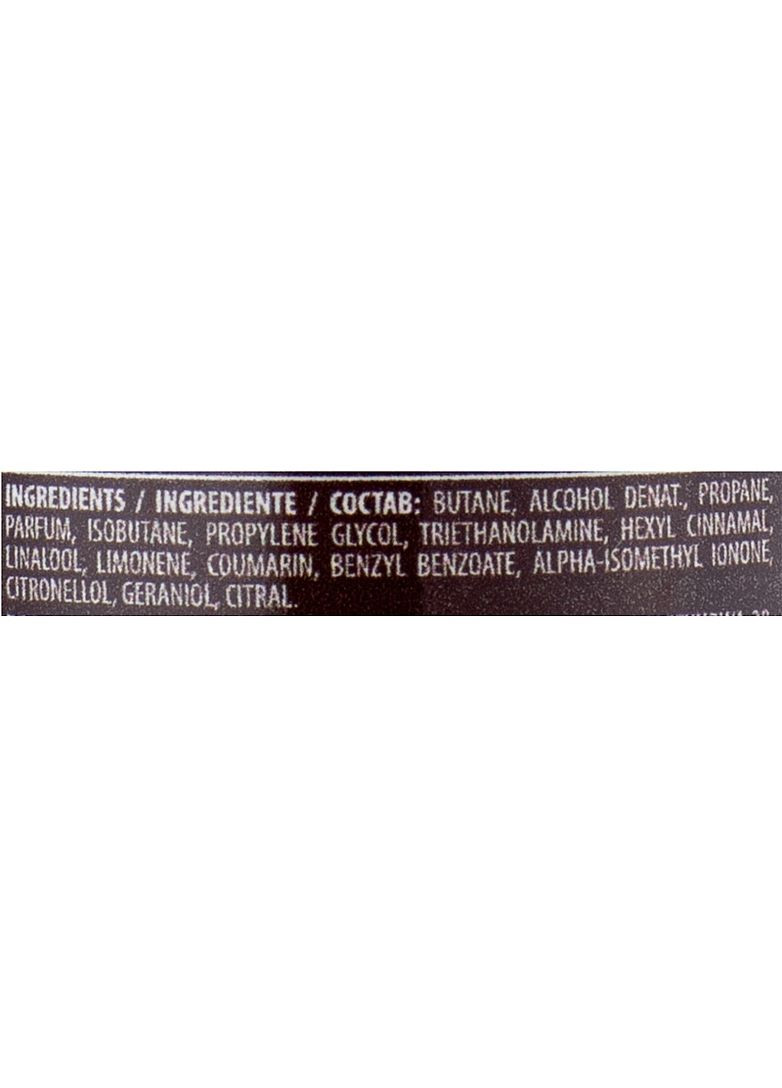 INGREDIENTS / INGREDIENTE / СОСТАВ: BUTANE, ALCOHOL DENAT., PROPANE,
PARFUM, ISOBUTANE, PROPYLENE GLYCOL, TRIETHANOLAMINE, HEXYL CINNAMAL,
LINALOOL, LIMONENE, COUMARIN, BENZYL BENZOATE, ALPHA-ISOMETHYL IONONE,
CITRONELLOL, GERANIOL, CITRAL.